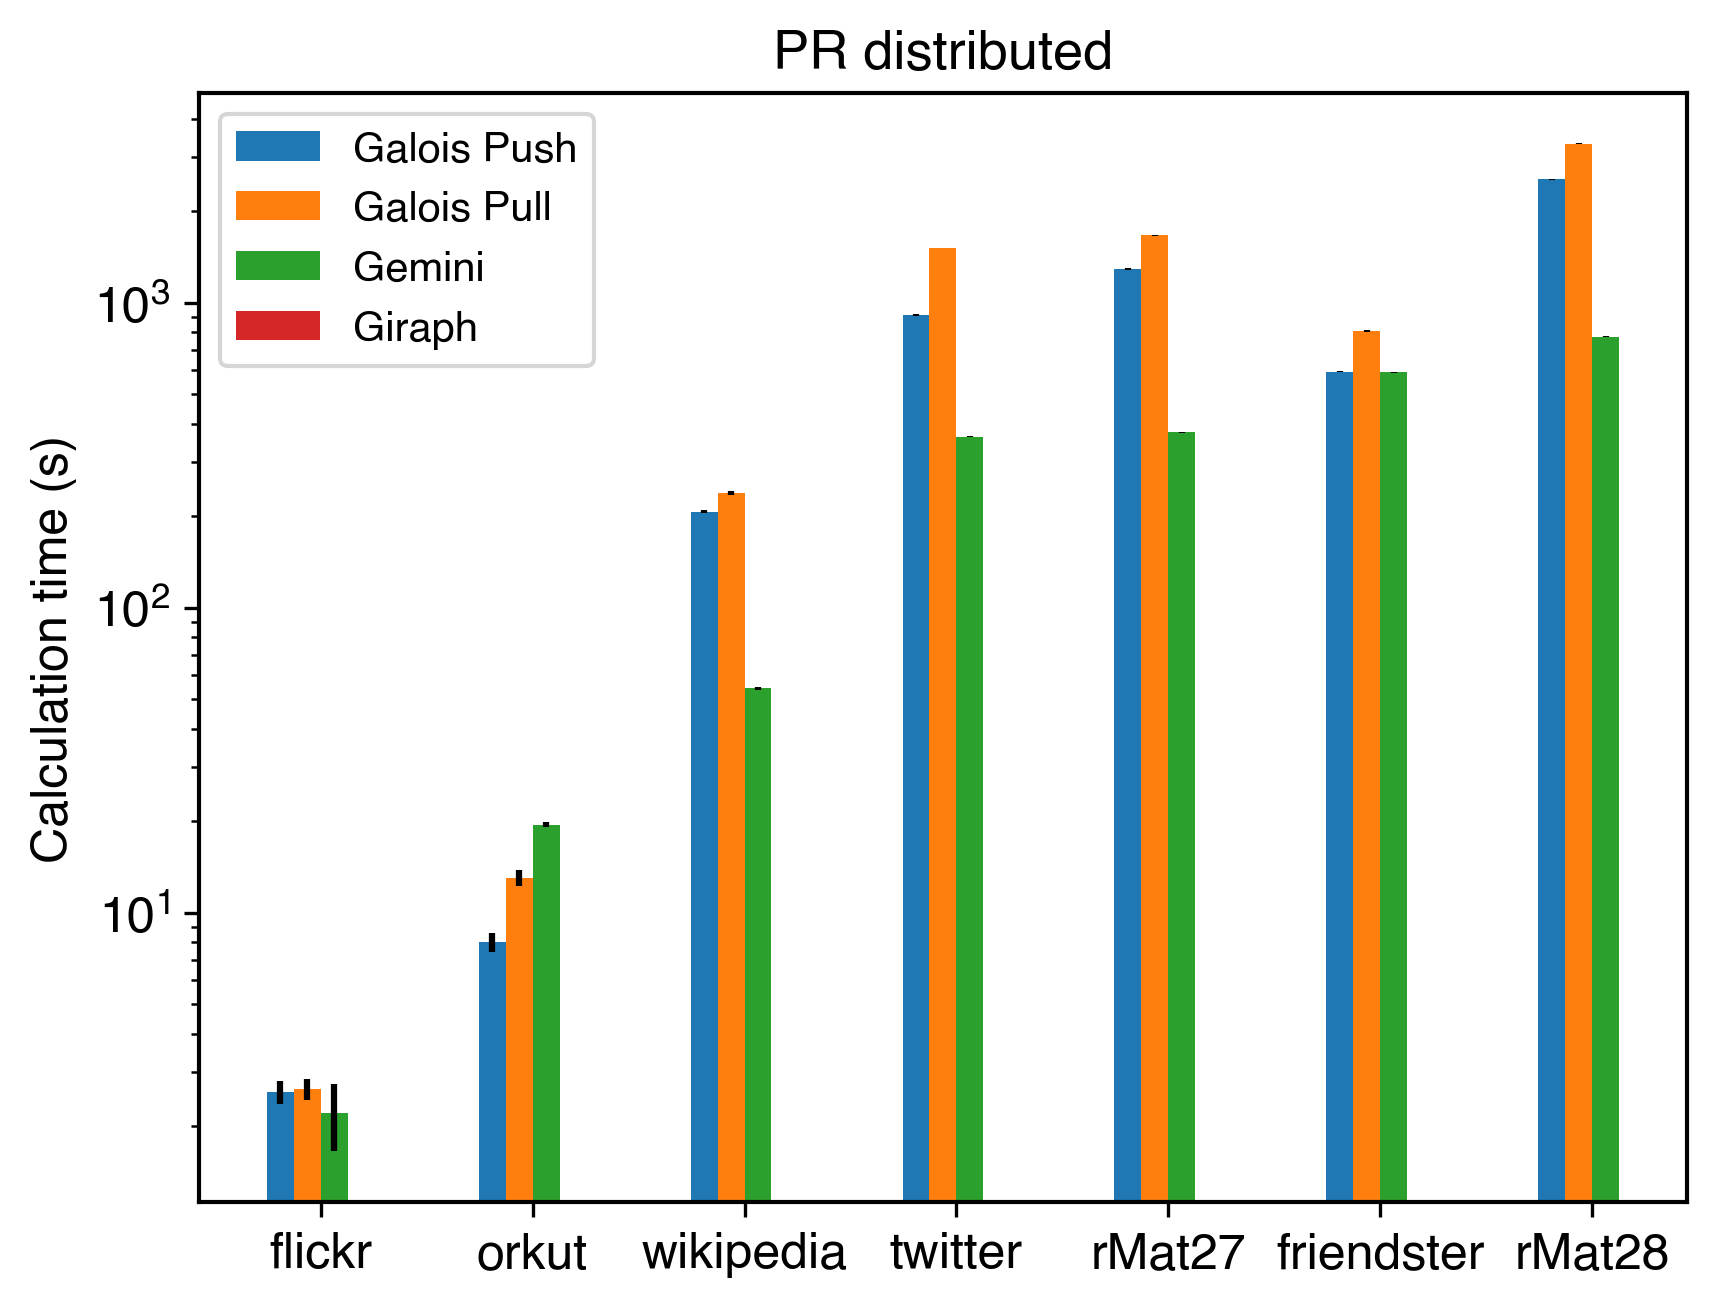 PR distributed
Galois Push
Galois Pull
Gemini
Giraph
Calculation time (s)
10³
10²
10¹
flickr orkut wikipedia twitter rMat27 friendster rMat28